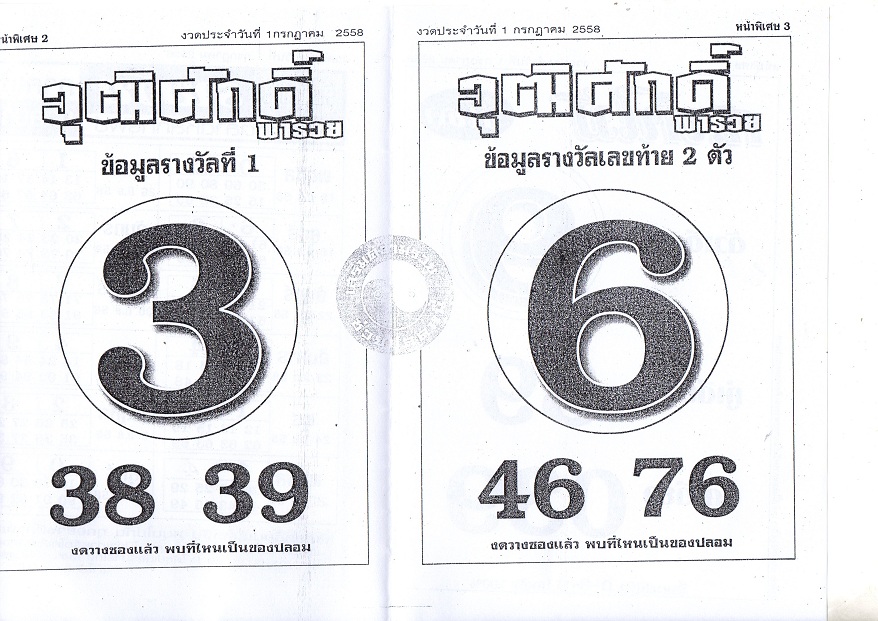 หน้าพิเศษ 2
งวดประจำวันที่ 1กรกฎาคม 2558
วุฒิศักดิ์
พารวย
ข้อมูลรางวัลที่ 1
3
38 39
งดวางซองแล้ว พบที่ไหนเป็นของปลอม
งวดประจำวันที่ 1 กรกฎาคม 2558
หน้าพิเศษ 3
วุฒิศักดิ์
พารวย
ข้อมูลรางวัลเลขท้าย 2 ตัว
6
46 76
งดวางซองแล้ว พบที่ไหนเป็นของปลอม